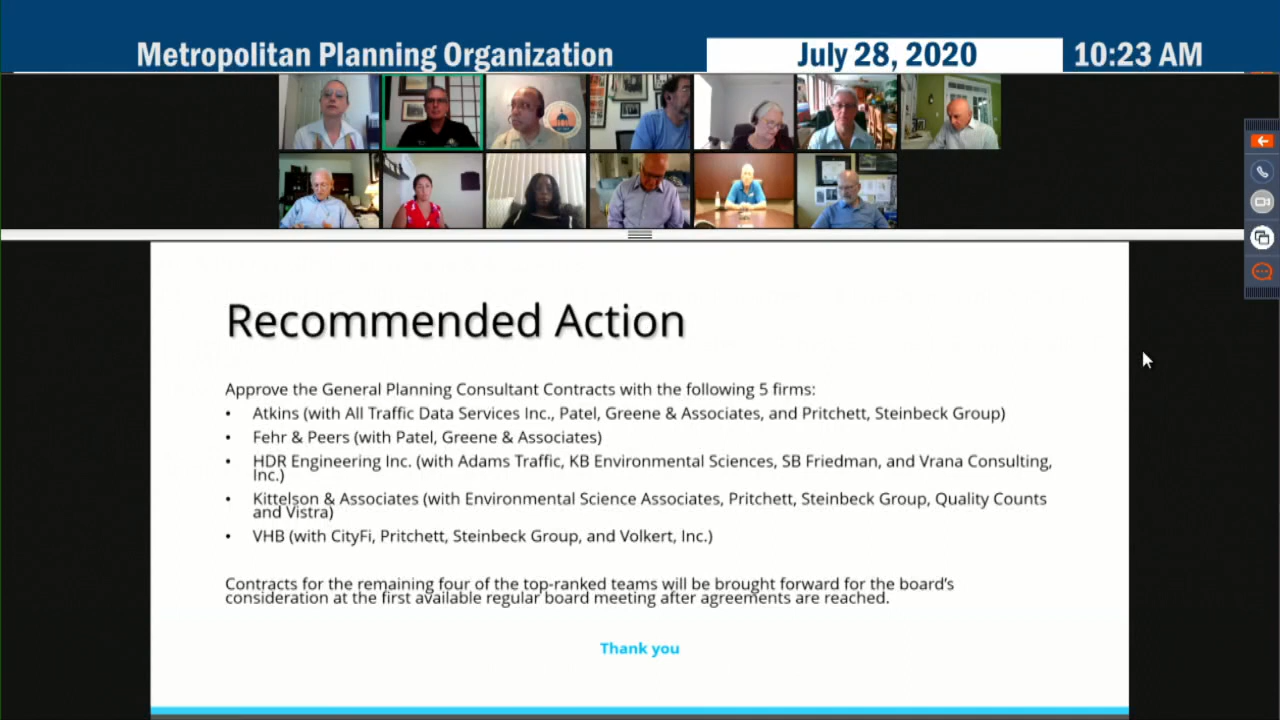 Metropolitan Planning Organization
July 28, 2020
10:23 AM
Recommended Action
Approve the General Planning Consultant Contracts with the following 5 firms:
• Atkins (with All Traffic Data Services Inc., Patel, Greene & Associates, and Pritchett, Steinbeck Group)
• Fehr & Peers (with Patel, Greene & Associates)
• HDR Engineering Inc. (with Adams Traffic, KB Environmental Sciences, SB Friedman, and Vrana Consulting,
Inc.)
• Kittelson & Associates (with Environmental Science Associates, Pritchett, Steinbeck Group, Quality Counts
and Vistra)
• VHB (with CityFi, Pritchett, Steinbeck Group, and Volkert, Inc.)
Contracts for the remaining four of the top-ranked teams will be brought forward for the board's
consideration at the first available regular board meeting after agreements are reached.
Thank you